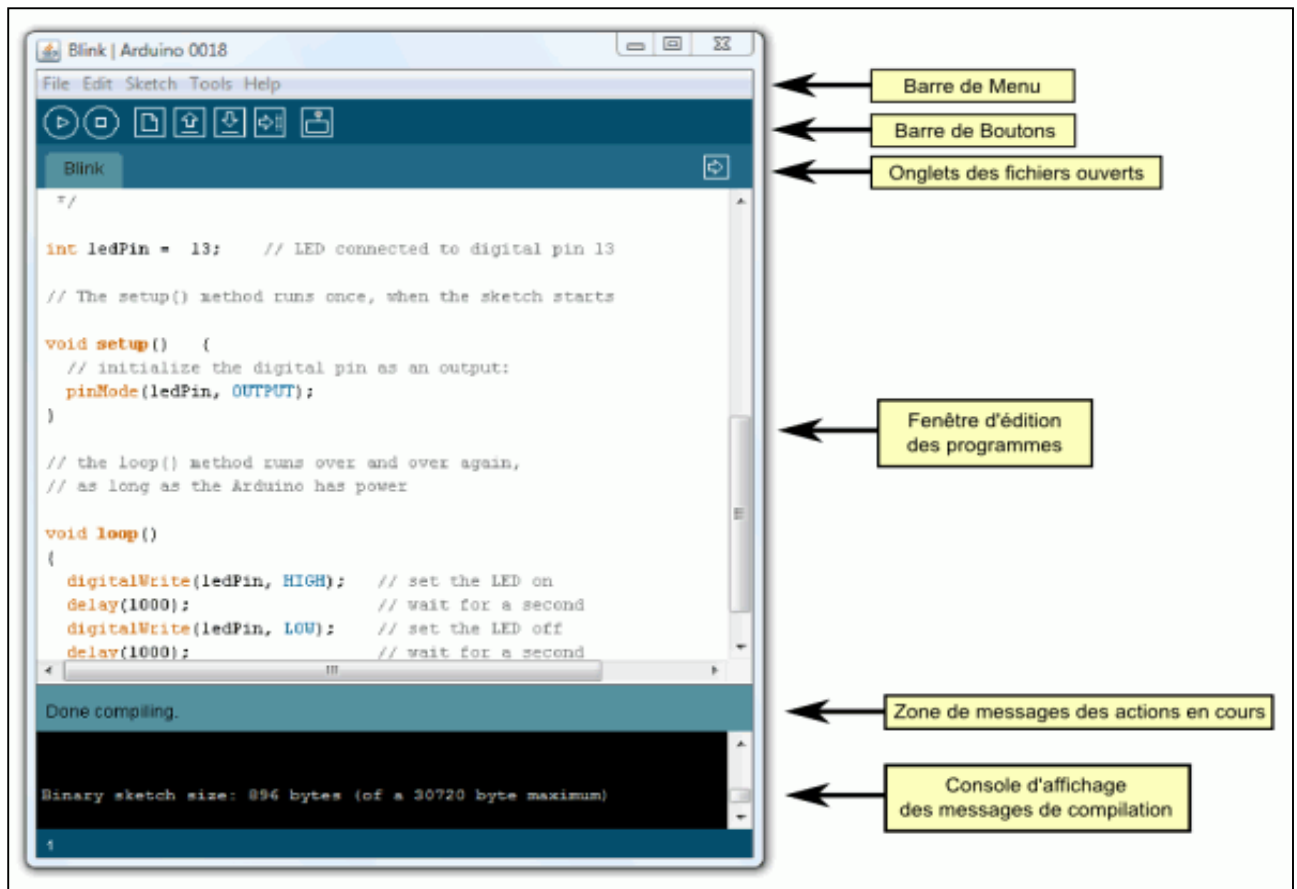 Blink | Arduino 0018
File Edit Sketch Tools Help
Barre de Menu
Barre de Boutons
Blink
Onglets des fichiers ouverts
*/
int ledPin =  13;    // LED connected to digital pin 13
// The setup() method runs once, when the sketch starts
void setup()   {
// initialize the digital pin as an output:
pinMode(ledPin, OUTPUT);
}
Fenêtre d'édition
des programmes
// the loop() method runs over and over again,
// as long as the Arduino has power
void loop()
{
digitalWrite(ledPin, HIGH);   // set the LED on
delay(1000);                  // wait for a second
digitalWrite(ledPin, LOW);    // set the LED off
delay(1000);                  // wait for a second
Done compiling.
Zone de messages des actions en cours
Binary sketch size: 896 bytes (of a 30720 byte maximum)
Console d'affichage
des messages de compilation
1